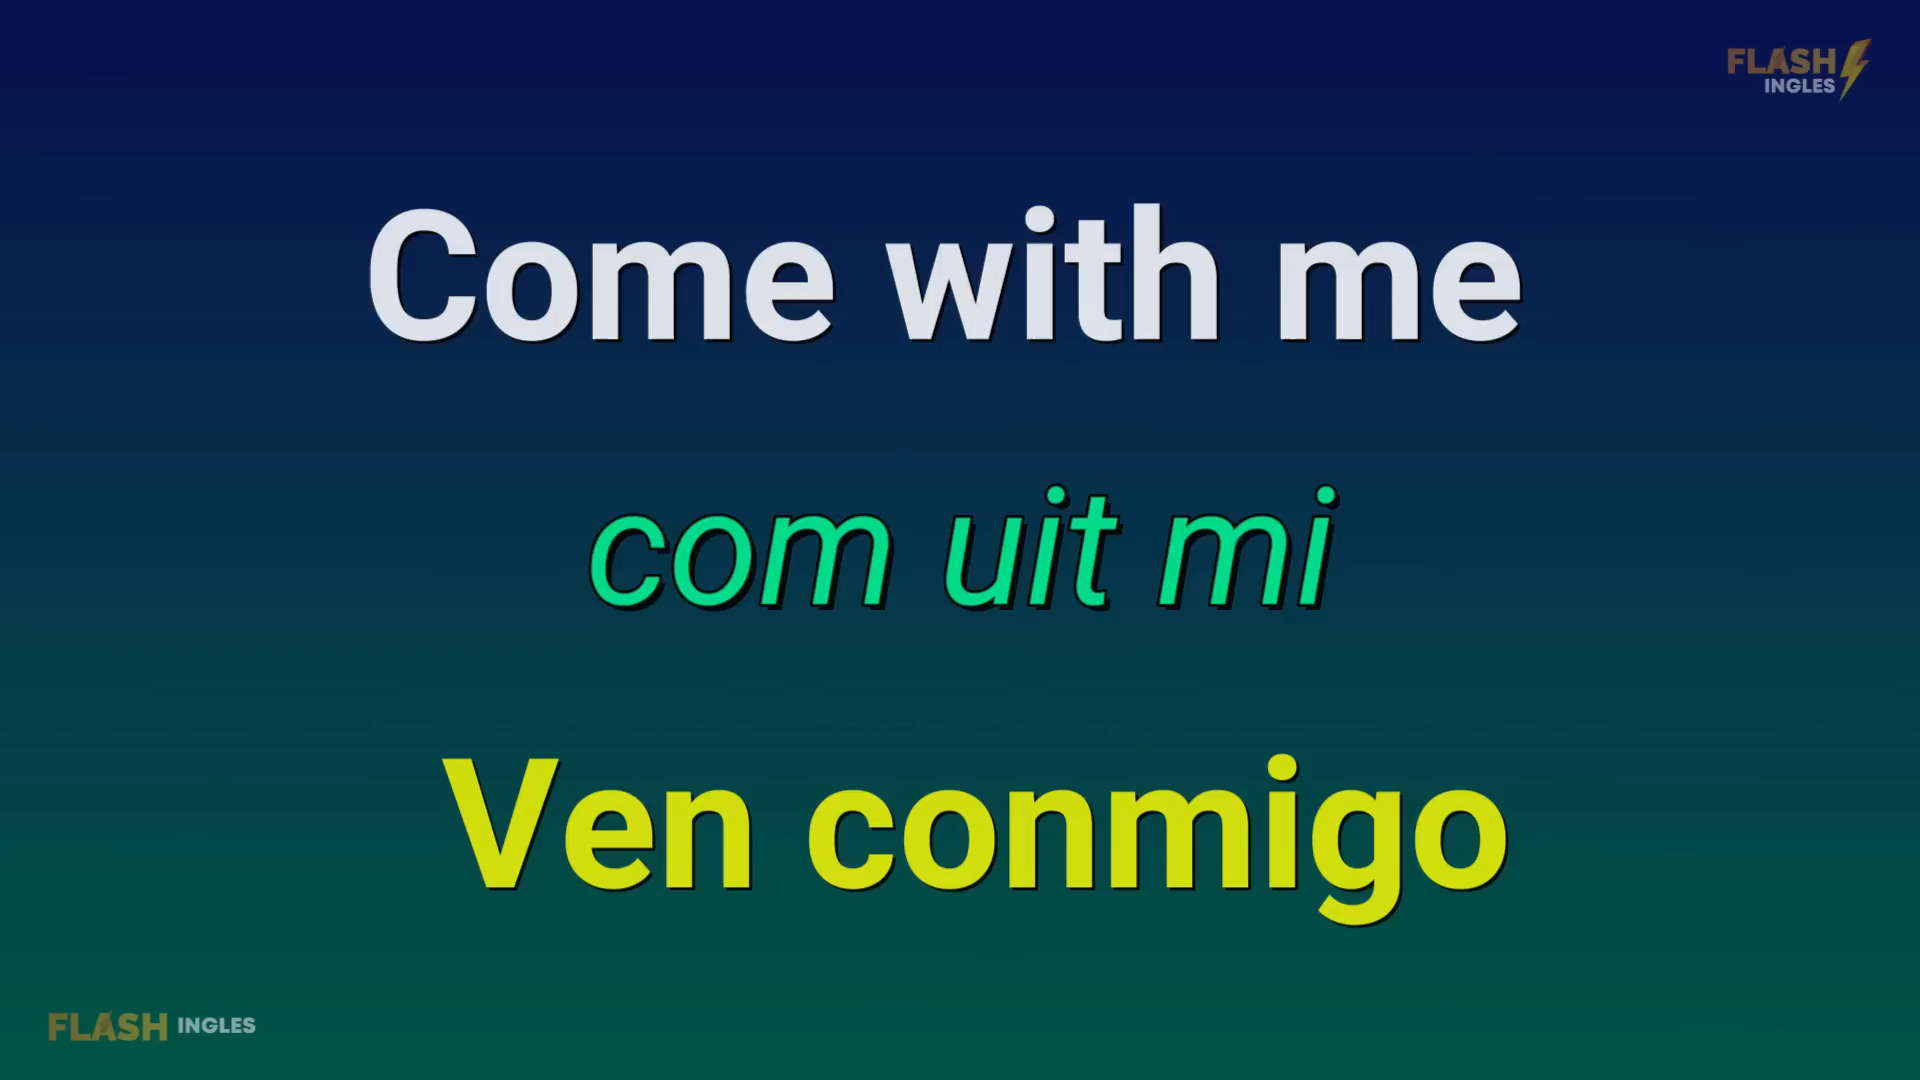 FLASH
INGLES
Come with me
com uit mi
Ven conmigo
FLASH INGLES